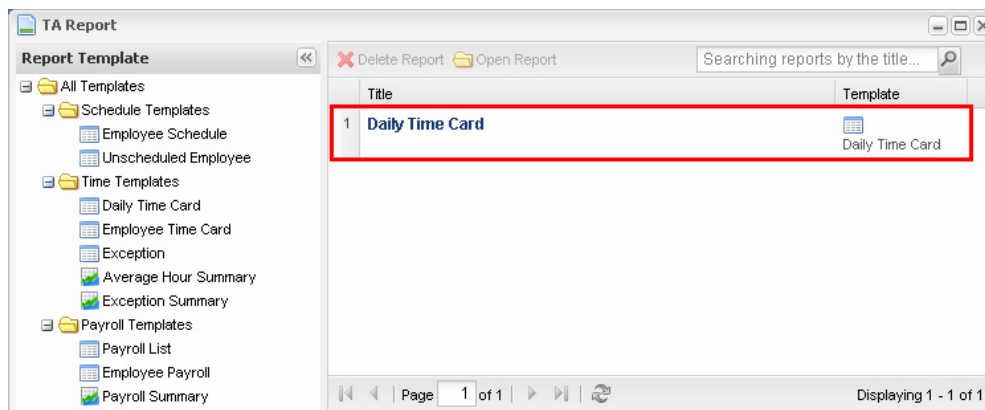 TA Report
Report Template
All Templates
Schedule Templates
Employee Schedule
Unscheduled Employee
Time Templates
Daily Time Card
Employee Time Card
Exception
Average Hour Summary
Exception Summary
Payroll Templates
Payroll List
Employee Payroll
Payroll Summary
Delete Report Open Report Searching reports by the title...
Title Template
1 Daily Time Card
Daily Time Card
Page 1 of 1 Displaying 1 - 1 of 1